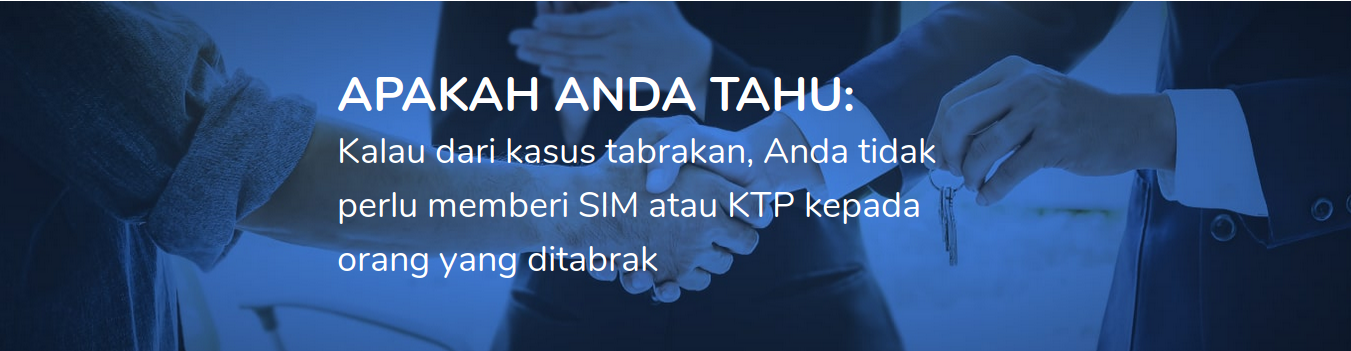 APAKAH ANDA TAHU:
Kalau dari kasus tabrakan, Anda tidak
perlu memberi SIM atau KTP kepada
orang yang ditabrak